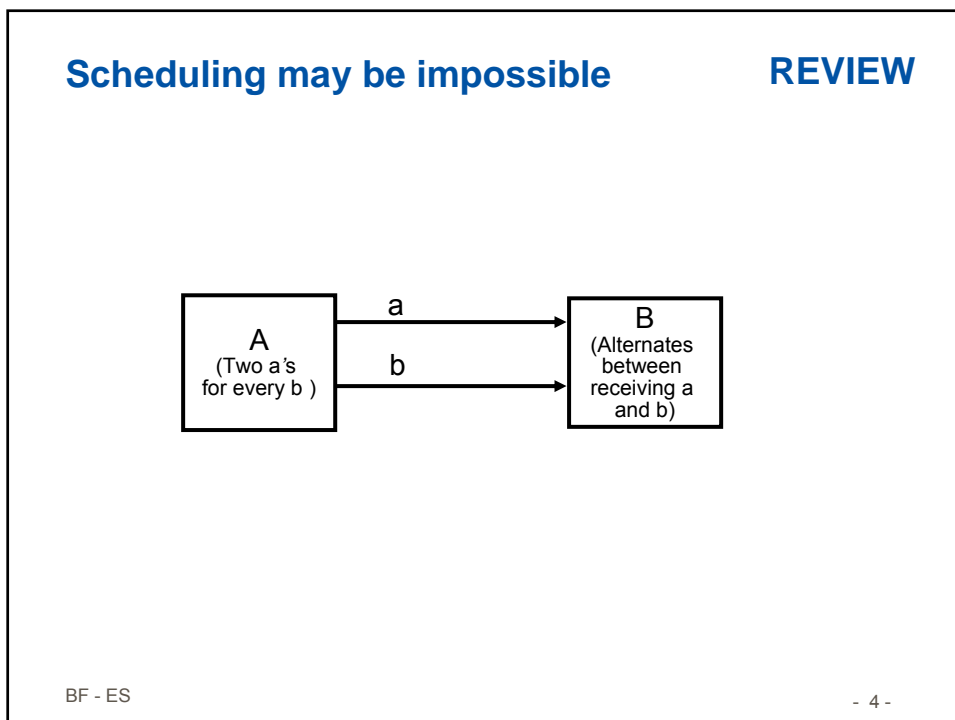 Scheduling may be impossible
REVIEW
A
(Two a's
for every b )
a
b
B
(Alternates
between
receiving a
and b)
BF - ES
- 4 -